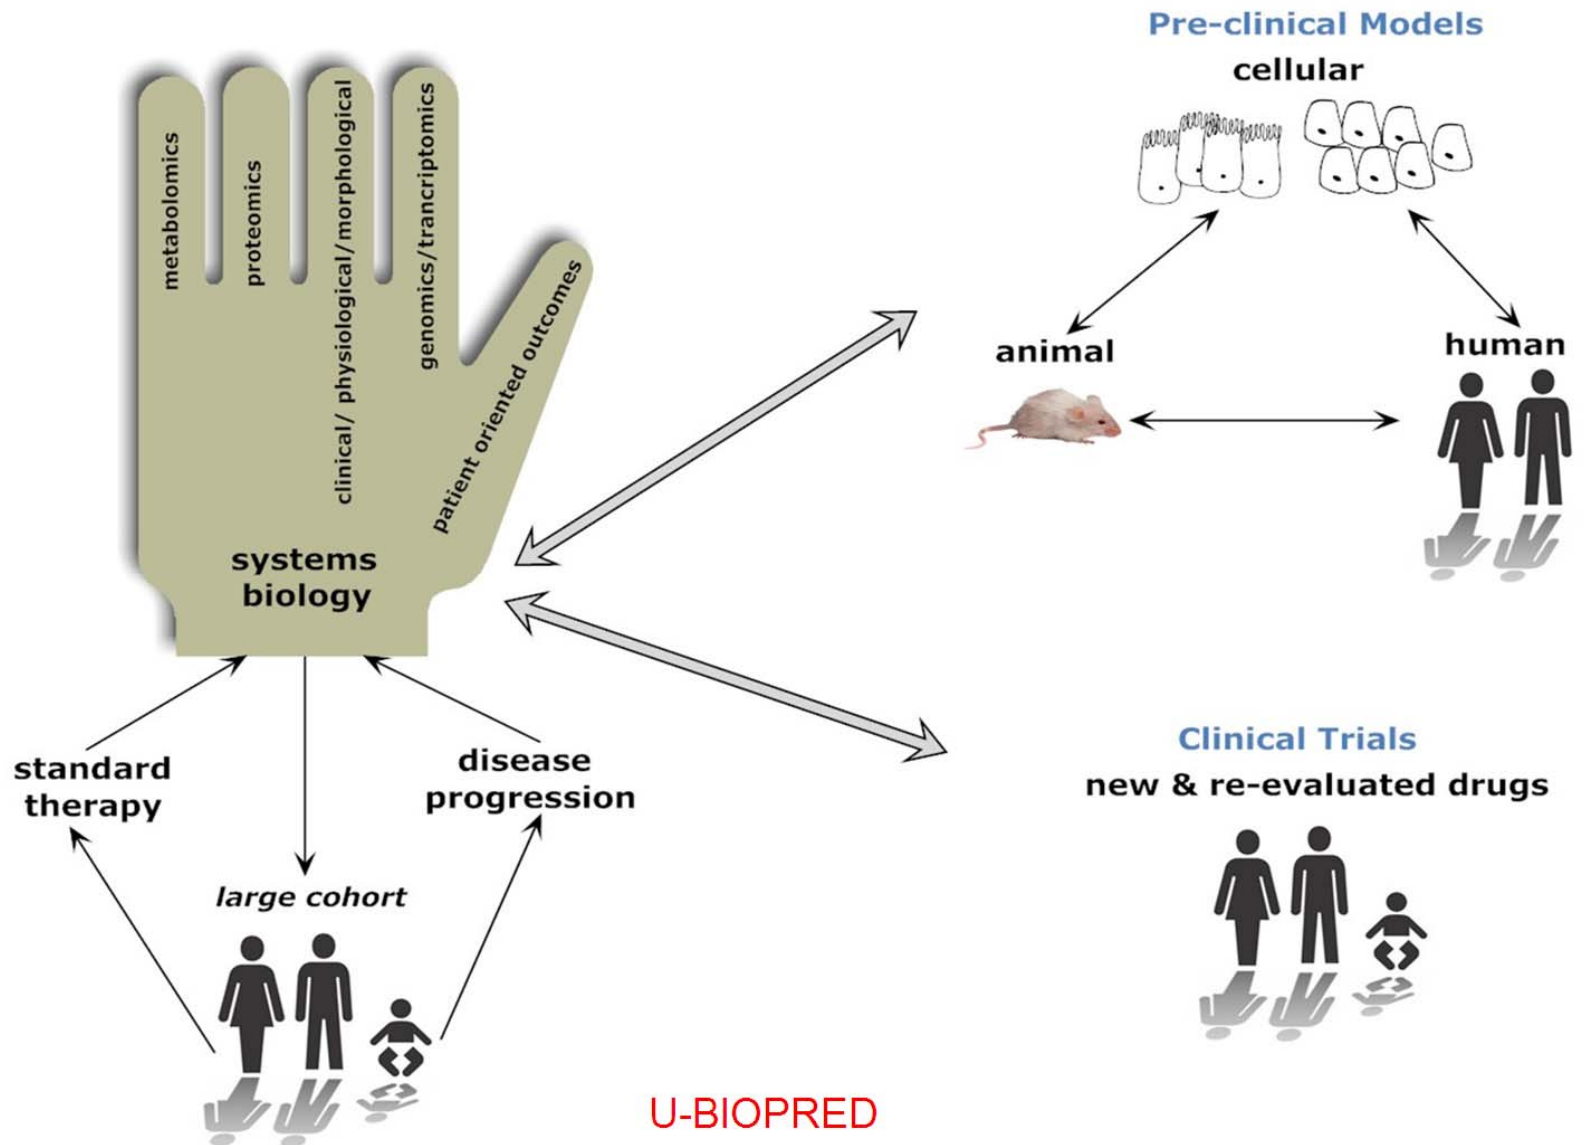 metabolomics
proteomics
clinical/ physiological/morphological
genomics/trancriptomics
patient oriented outcomes
systems
biology
standard
therapy
disease
progression
large cohort
Pre-clinical Models
cellular
animal
human
Clinical Trials
new & re-evaluated drugs
U-BIOPRED